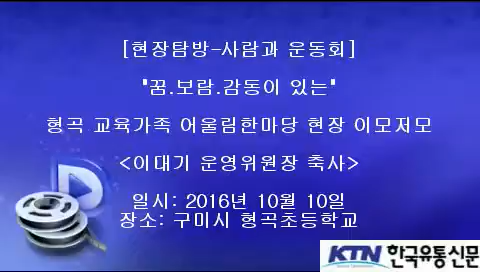 [현장탐방-사람과 운동회]
"꿈.보람.감동이 있는"
형곡 교육가족 어울림한마당 현장 이모저모
<이대기 운영위원장 축사>
일시: 2016년 10월 10일
장소: 구미시 형곡초등학교
KTN 한국유통신문